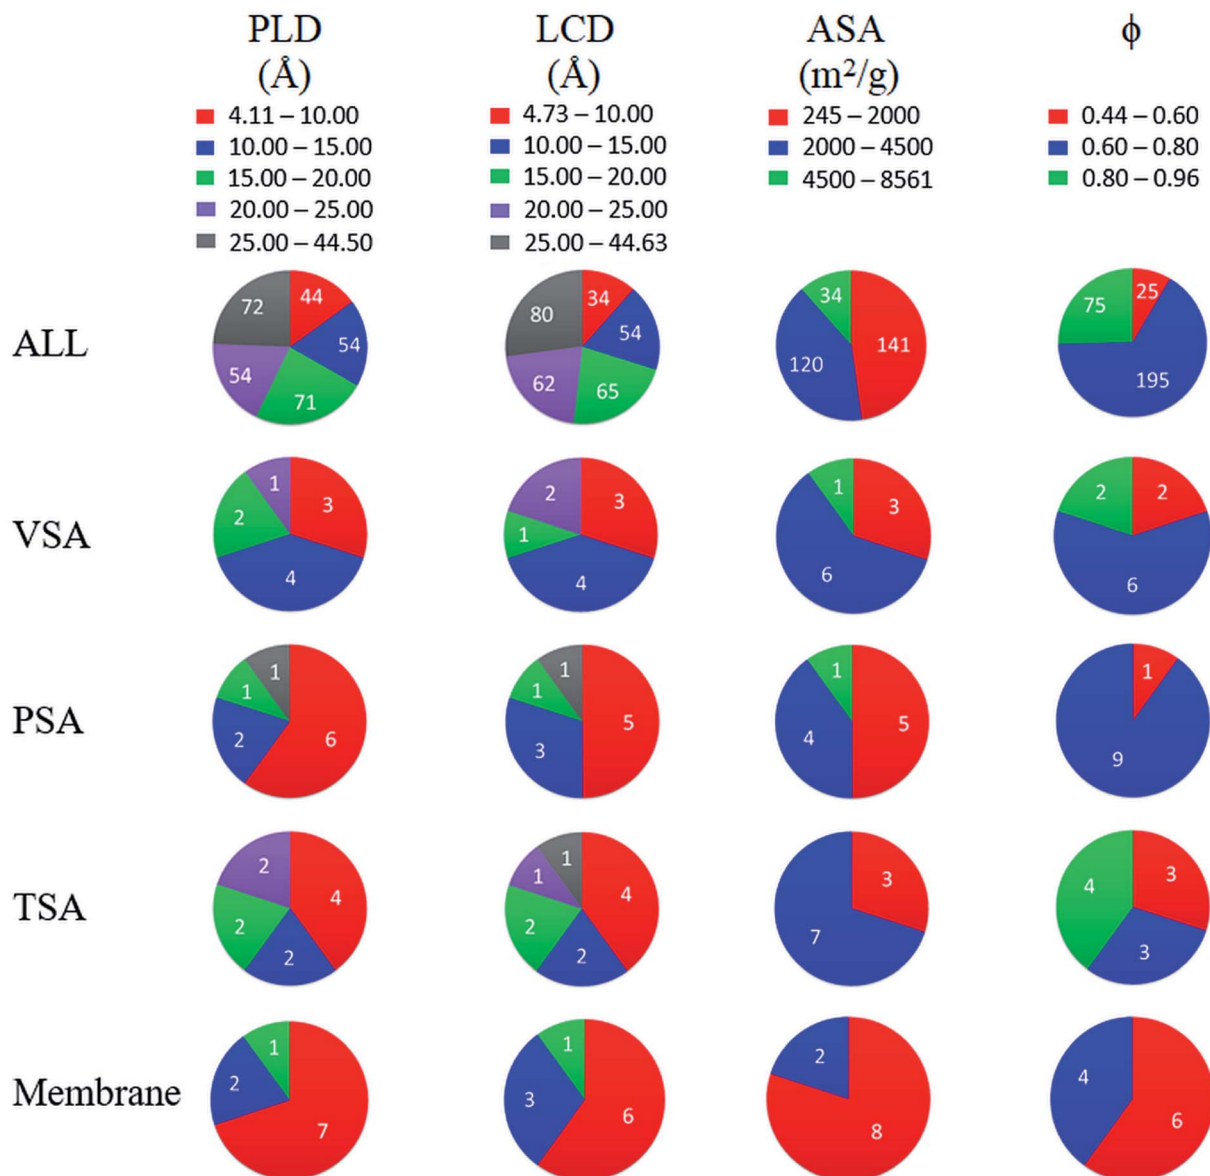 PLD LCD ASA ϕ
(Å) (Å) (m²/g)
4.11 – 10.00 4.73 – 10.00 245 – 2000 0.44 – 0.60
10.00 – 15.00 10.00 – 15.00 2000 – 4500 0.60 – 0.80
15.00 – 20.00 15.00 – 20.00 4500 – 8561 0.80 – 0.96
20.00 – 25.00 20.00 – 25.00
25.00 – 44.50 25.00 – 44.63
ALL
44 54 71 54 72
34 54 65 62 80
141 120 34
25 195 75
VSA
3 4 2 1
3 4 1 2
3 6 1
2 6 2
PSA
6 2 1 1
5 3 1 1
5 4 1
1 9
TSA
4 2 2 2
4 2 2 1 1
3 7
3 3 4
Membrane
7 2 1
6 3 1
8 2
6 4